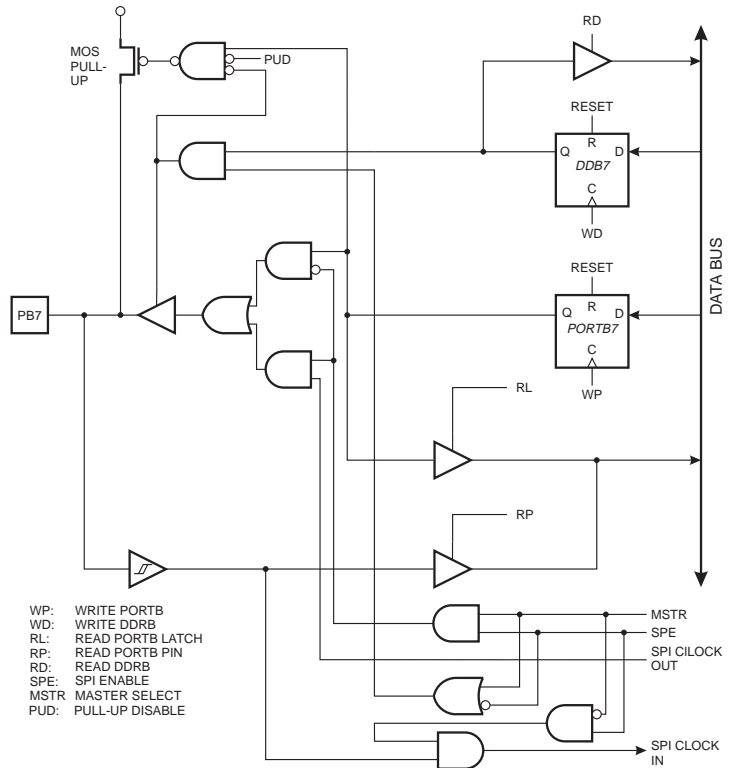 RD
MOS
PULL-
UP
PUD
RESET
R
Q D
DDB7
C
WD
RESET
R
Q D
PORTB7
C
WP
PB7
DATA BUS
RL
RP
WP: WRITE PORTB
WD: WRITE DDRB
RL: READ PORTB LATCH
RP: READ PORTB PIN
RD: READ DDRB
SPE: SPI ENABLE
MSTR MASTER SELECT
PUD: PULL-UP DISABLE
MSTR
SPE
SPI CILOCK
OUT
SPI CLOCK
IN